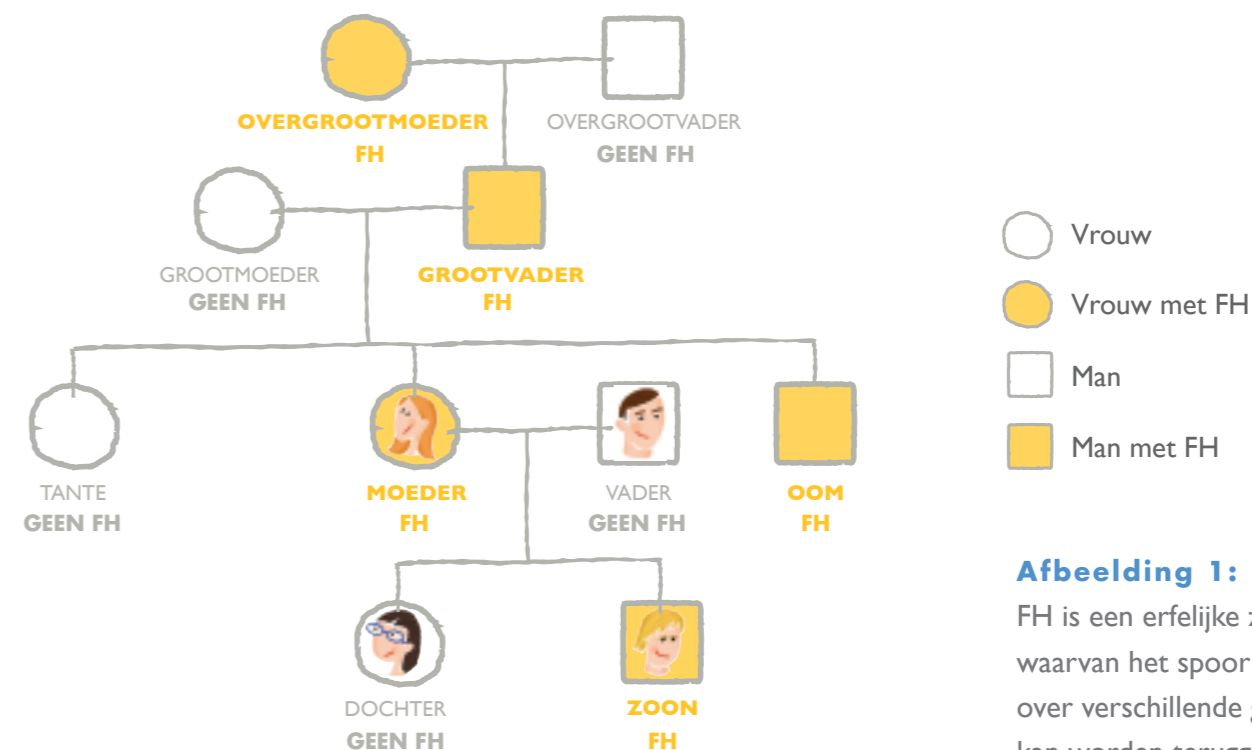 OVERGROOTMOEDER
FH
OVERGROOTVADER
GEEN FH
GROOTMOEDER
GEEN FH
GROOTVADER
FH
Vrouw
Vrouw met FH
Man
Man met FH
TANTE
GEEN FH
MOEDER
FH
VADER
GEEN FH
OOM
FH
Afbeelding 1:
FH is een erfelijke
waarvan het spoor
over verschillende
kan worden
DOCHTER
GEEN FH
ZOON
FH